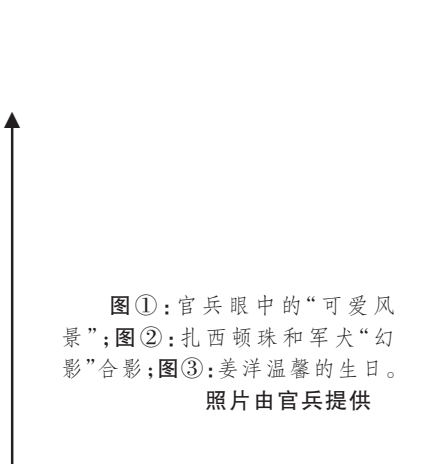 图①:官兵眼中的“可爱风
景”;图②:扎西顿珠和军犬“幻
影”合影;图③:姜洋温馨的生日。
照片由官兵提供